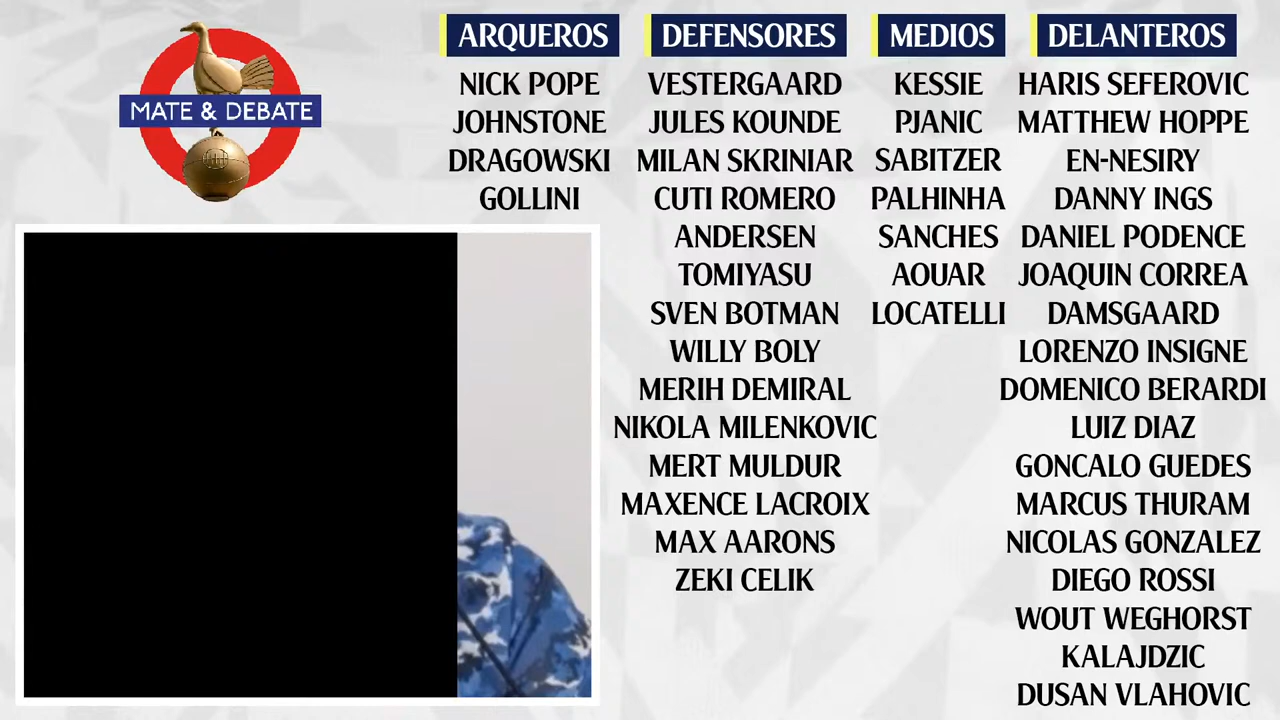 MATE & DEBATE
ARQUEROS
NICK POPE
JOHNSTONE
DRAGOWSKI
GOLLINI
DEFENSORES
VESTERGAARD
JULES KOUNDE
MILAN SKRINIAR
CUTI ROMERO
ANDERSEN
TOMIYASU
SVEN BOTMAN
WILLY BOLY
MERIH DEMIRAL
NIKOLA MILENKOVIC
MERT MULDUR
MAXENCE LACROIX
MAX AARONS
ZEKI CELIK
MEDIOS
KESSIE
PJANIC
SABITZER
PALHINHA
SANCHES
AOUAR
LOCATELLI
DELANTEROS
HARIS SEFEROVIC
MATTHEW HOPPE
EN-NESIRY
DANNY INGS
DANIEL PODENCE
JOAQUIN CORREA
DAMSGAARD
LORENZO INSIGNE
DOMENICO BERARDI
LUIZ DIAZ
GONCALO GUEDES
MARCUS THURAM
NICOLAS GONZALEZ
DIEGO ROSSI
WOUT WEGHORST
KALAJDZIC
DUSAN VLAHOVIC